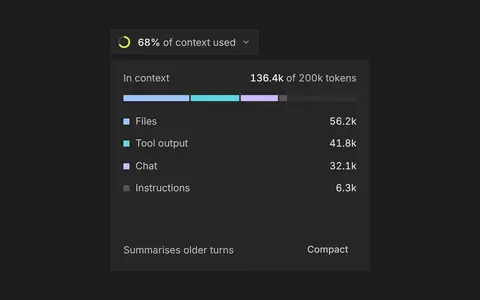 68% of context used
In context 136.4k of 200k tokens
Files 56.2k
Tool output 41.8k
Chat 32.1k
Instructions 6.3k
Summarises older turns Compact